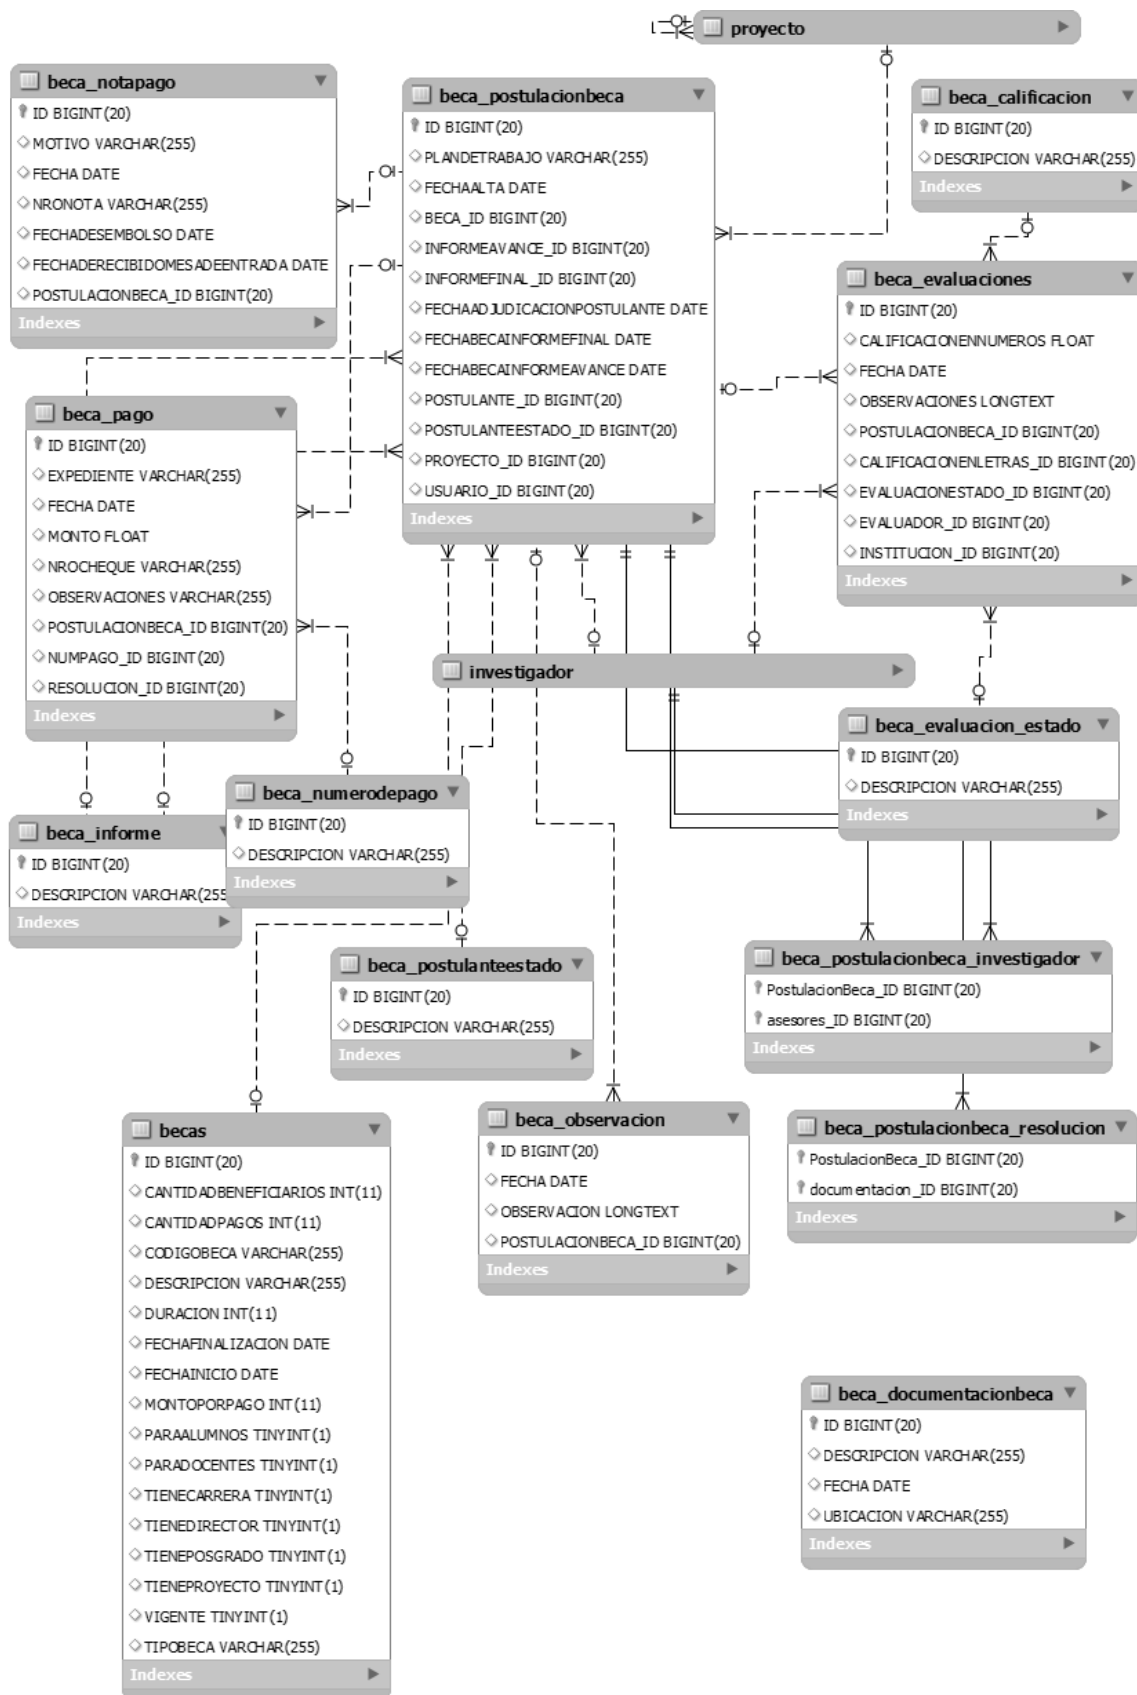 proyecto
beca_notapago
ID BIGINT(20)
MOTIVO VARCHAR(255)
FECHA DATE
NRONOTA VARCHAR(255)
FECHADESEMBOLSO DATE
FECHADERECIBIDOMESADEENTRADA DATE
POSTULACIONBECA_ID BIGINT(20)
Indexes
beca_postulacionbeca
ID BIGINT(20)
PLANDETRABAJO VARCHAR(255)
FECHAALTA DATE
BECA_ID BIGINT(20)
INFORMEAVANCE_ID BIGINT(20)
INFORMEFINAL_ID BIGINT(20)
FECHAADJUDICACIONPOSTULANTE DATE
FECHABECAINFORMEFINAL DATE
FECHABECAINFORMEAVANCE DATE
POSTULANTE_ID BIGINT(20)
POSTULANTEESTADO_ID BIGINT(20)
PROYECTO_ID BIGINT(20)
USUARIO_ID BIGINT(20)
Indexes
beca_calificacion
ID BIGINT(20)
DESCRIPCION VARCHAR(255)
Indexes
beca_evaluaciones
ID BIGINT(20)
CALIFICACIONENNUMEROS FLOAT
FECHA DATE
OBSERVACIONES LONGTEXT
POSTULACIONBECA_ID BIGINT(20)
CALIFICACIONENLETRAS_ID BIGINT(20)
EVALUACIONESTADO_ID BIGINT(20)
EVALUADOR_ID BIGINT(20)
INSTITUCION_ID BIGINT(20)
Indexes
beca_pago
ID BIGINT(20)
EXPEDIENTE VARCHAR(255)
FECHA DATE
MONTO FLOAT
NROCHEQUE VARCHAR(255)
OBSERVACIONES VARCHAR(255)
POSTULACIONBECA_ID BIGINT(20)
NUMPAGO_ID BIGINT(20)
RESOLUCION_ID BIGINT(20)
Indexes
investigador
beca_evaluacion_estado
ID BIGINT(20)
DESCRIPCION VARCHAR(255)
Indexes
beca_numerodepago
ID BIGINT(20)
DESCRIPCION VARCHAR(255)
Indexes
beca_informe
ID BIGINT(20)
DESCRIPCION VARCHAR(255
Indexes
beca_postulanteestado
ID BIGINT(20)
DESCRIPCION VARCHAR(255)
Indexes
beca_postulacionbeca_investigador
PostulacionBeca_ID BIGINT(20)
asesores_ID BIGINT(20)
Indexes
becas
ID BIGINT(20)
CANTIDADBENEFICIARIOS INT(11)
CANTIDADPAGOS INT(11)
CODIGOBECA VARCHAR(255)
DESCRIPCION VARCHAR(255)
DURACION INT(11)
FECHAFINALIZACION DATE
FECHAINICIO DATE
MONTOPORPAGO INT(11)
PARAALUMNOS TINYINT(1)
PARADOCENTES TINYINT(1)
TIENECARRERA TINYINT(1)
TIENEDIRECTOR TINYINT(1)
TIENEPOSGRADO TINYINT(1)
TIENEPROYECTO TINYINT(1)
VIGENTE TINYINT(1)
TIPOBECA VARCHAR(255)
Indexes
beca_observacion
ID BIGINT(20)
FECHA DATE
OBSERVACION LONGTEXT
POSTULACIONBECA_ID BIGINT(20)
Indexes
beca_postulacionbeca_resolucion
PostulacionBeca_ID BIGINT(20)
documentacion_ID BIGINT(20)
Indexes
beca_documentacionbeca
ID BIGINT(20)
DESCRIPCION VARCHAR(255)
FECHA DATE
UBICACION VARCHAR(255)
Indexes